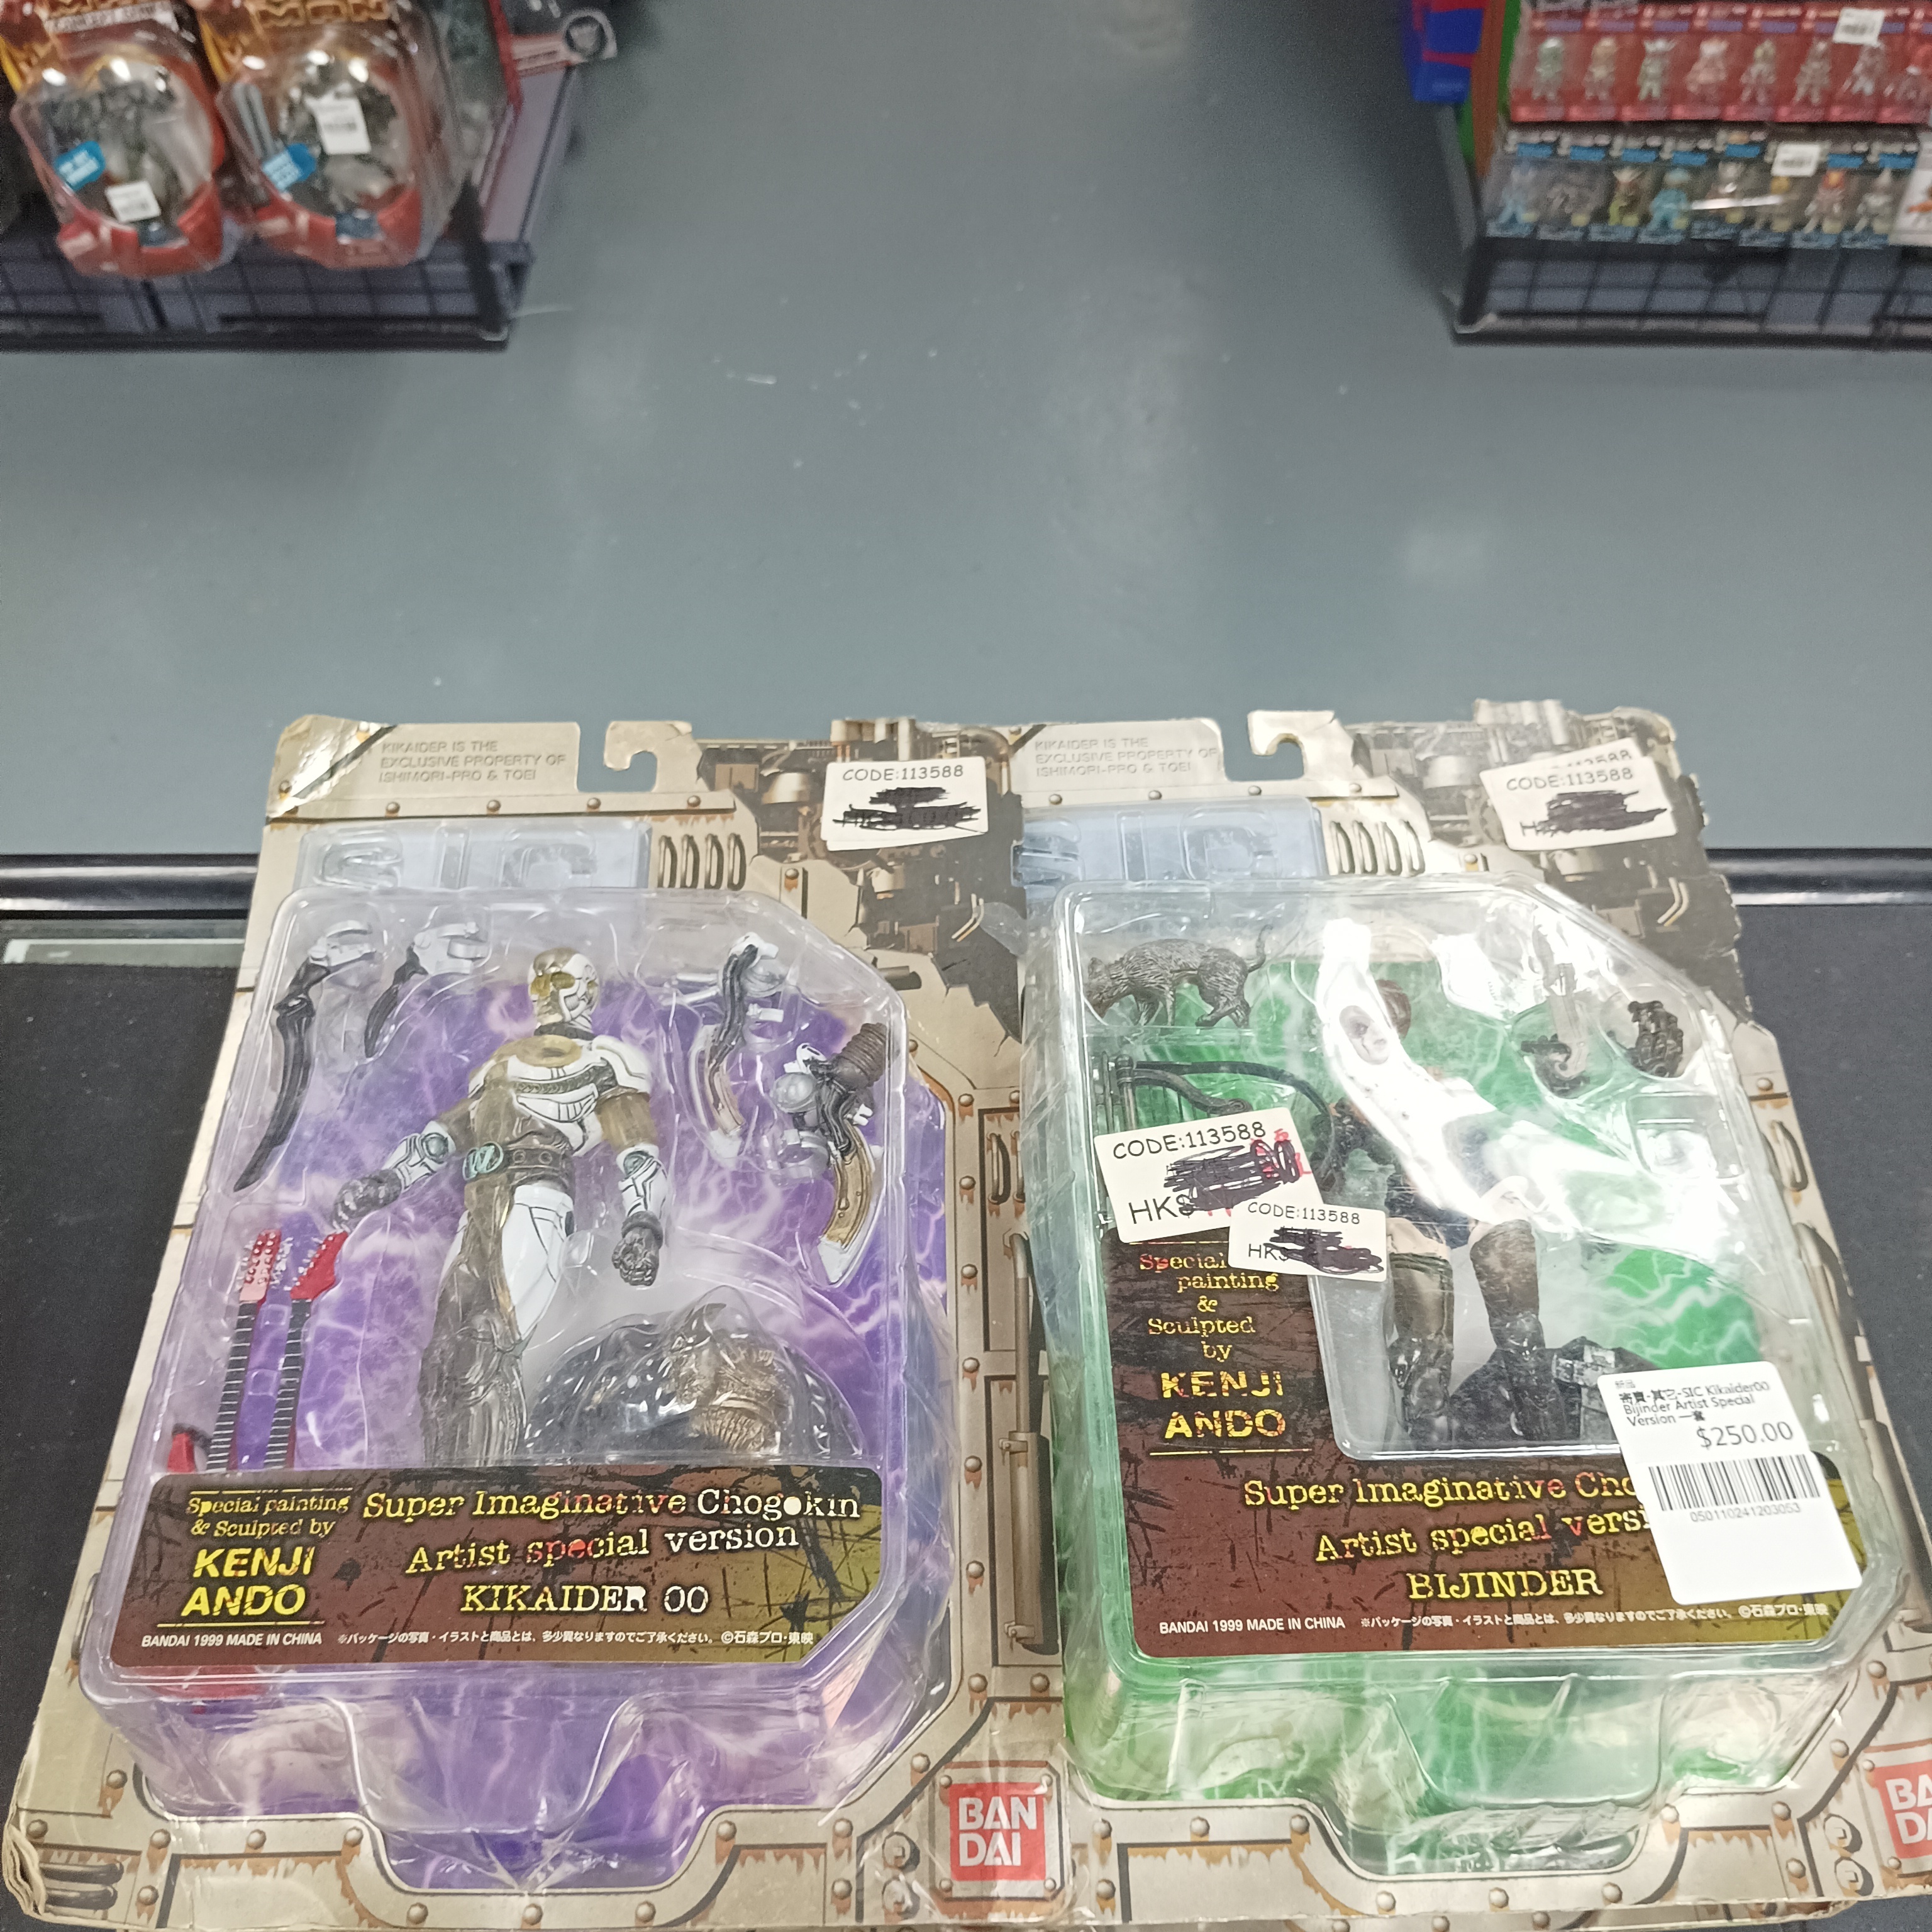 KIKAIDER IS THE
EXCLUSIVE PROPERTY OF
ISHIMORI-PRO & TOEI
CODE:113588
SIC
Special painting
& Sculpted by
KENJI
ANDO
Super Imaginative Chogokin
Artist special version
KIKAIDER 00
BANDAI 1999 MADE IN CHINA ※パッケージの写真・イラストと商品とは、多少異なりますのでご了承ください。 ©石森プロ・東映
BAN
DAI
KIKAIDER IS THE
EXCLUSIVE PROPERTY OF
ISHIMORI-PRO & TOEI
CODE:113588
SIC
CODE:113588
HK$
CODE:113588
HK$
Special
painting
&
Sculpted
by
KENJI
ANDO
SIC Kikaider00
Bijinder Artist Special
Version 一套
$250.00
050110241203053
Super Imaginative Cho
Artist special versi
BIJINDER
BANDAI 1999 MADE IN CHINA ※パッケージの写真・イラストと商品とは、多少異なりますのでご了承ください。 ©石森プロ・東映